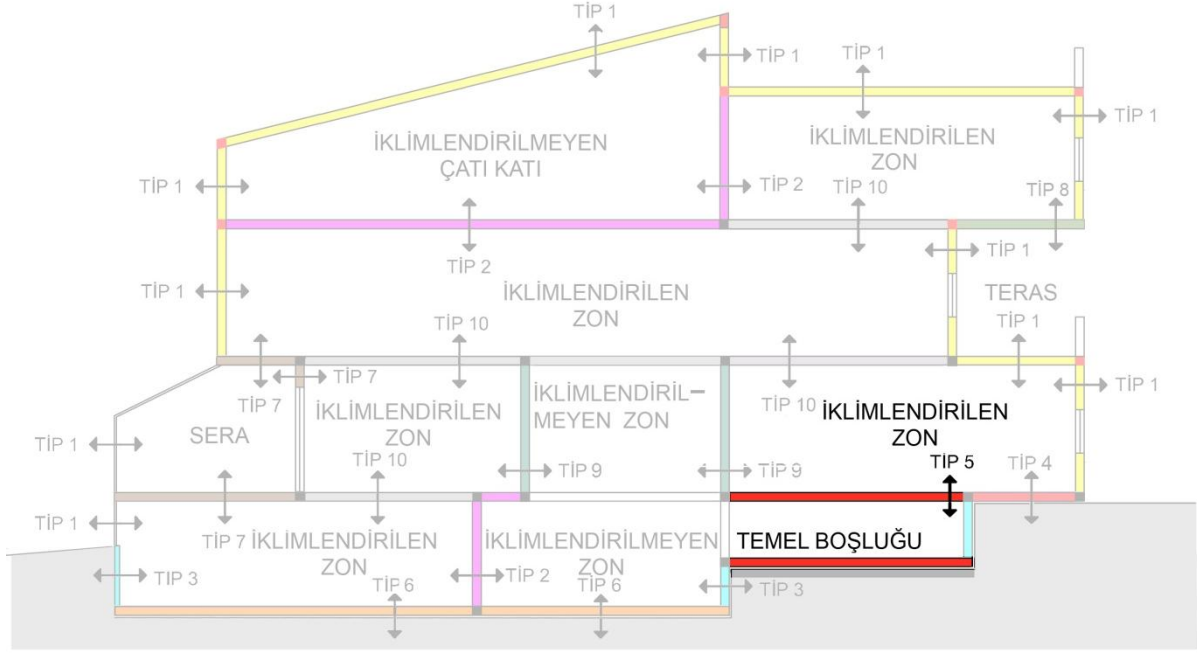 TİP 1
TİP 1
TİP 1
TİP 1
İKLİMLENDİRİLMEYEN
ÇATI KATI
İKLİMLENDİRİLEN
ZON
TİP 1
TİP 2
TİP 10
TİP 8
TİP 2
TİP 1
TİP 1
İKLİMLENDİRİLEN
ZON
TERAS
TİP 10
TİP 1
TİP 7
TİP 7
TİP 10
TİP 1
İKLİMLENDİRİLEN
ZON
İKLİMLENDİRİL–
MEYEN ZON
İKLİMLENDİRİLEN
ZON
SERA
TİP 1
TİP 10
TİP 9
TİP 9
TİP 5
TİP 4
TİP 1
TİP 7
İKLİMLENDİRİLEN
ZON
İKLİMLENDİRİLMEYEN
ZON
TEMEL BOŞLUĞU
TIP 3
TİP 6
TİP 2
TİP 6
TİP 3